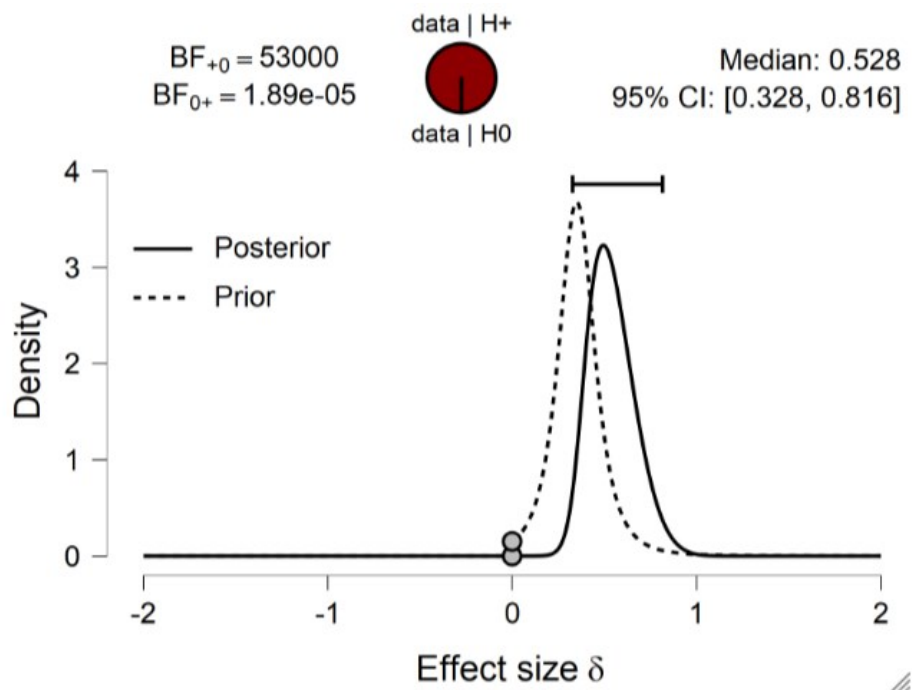 data | H+
BF+0 = 53000
BF0+ = 1.89e-05
data | H0
Median: 0.528
95% CI: [0.328, 0.816]
4
3
2
1
0
Density
Posterior
Prior
-2 -1 0 1 2
Effect size δ